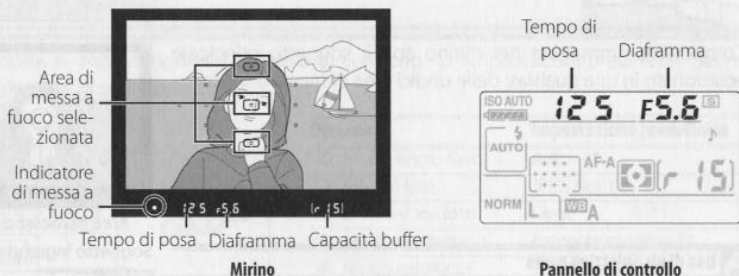 Area di
messa a
fuoco sele-
zionata
Indicatore
di messa a
fuoco
125 F5.6 (r 15)
Tempo di posa Diaframma Capacità buffer
Mirino
Tempo di
posa Diaframma
ISO AUTO 125 F5.6 S
AUTO
AF-A
(r 15)
NORM L WB A
Pannello di controllo